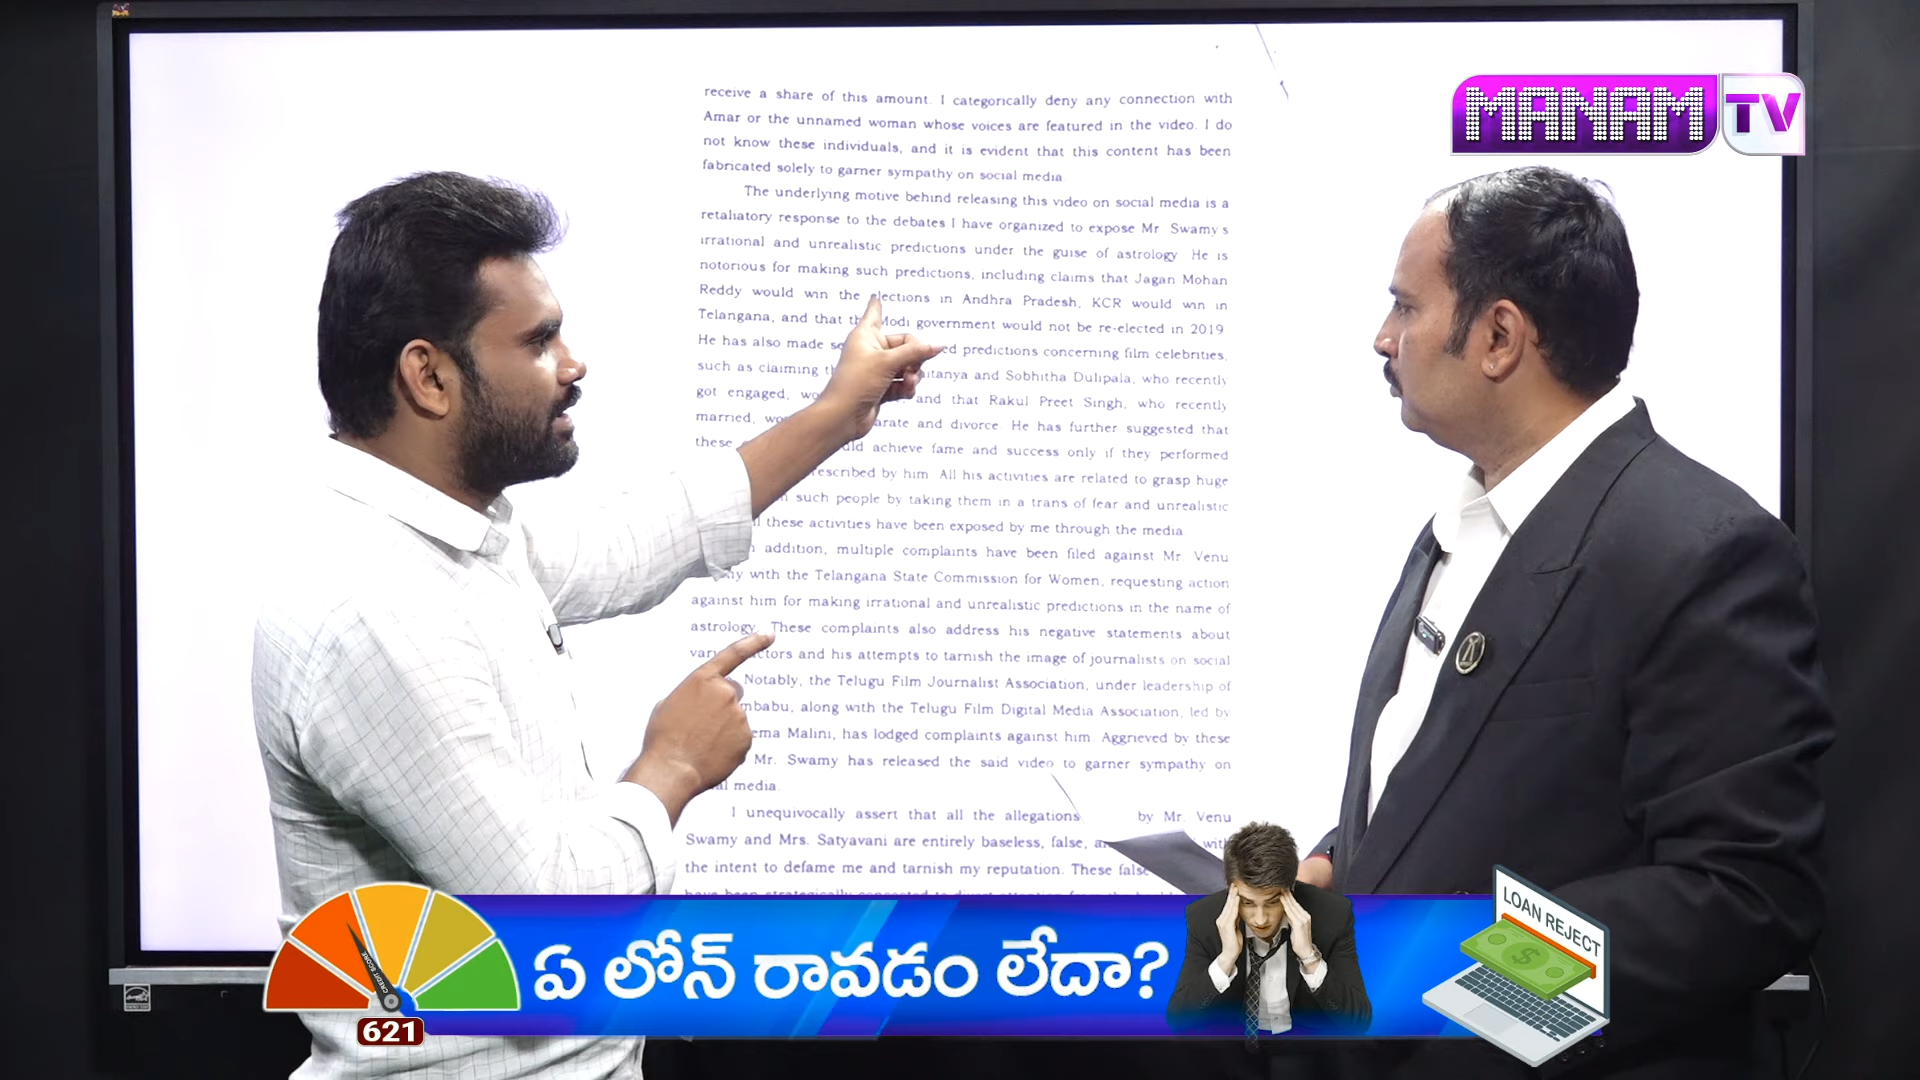 MANAM TV
receive a share of this amount. I categorically deny any connection with
Amar or the unnamed woman whose voices are featured in the video. I do
not know these individuals, and it is evident that this content has been
fabricated solely to garner sympathy on social media
The underlying motive behind releasing this video on social media is a
retaliatory response to the debates I have organized to expose Mr. Swamy's
irrational and unrealistic predictions under the guise of astrology. He is
notorious for making such predictions, including claims that Jagan Mohan
Reddy would win the elections in Andhra Pradesh, KCR would win in
Telangana, and that the Modi government would not be re-elected in 2019.
He has also made predictions concerning film celebrities,
such as claiming and Sobhitha Dulipala, who recently
got engaged, and that Rakul Preet Singh, who recently
married, and divorce. He has further suggested that
these achieve fame and success only if they performed
by him. All his activities are related to grasp huge
such people by taking them in a trans of fear and unrealistic
these activities have been exposed by me through the media.
addition, multiple complaints have been filed against Mr. Venu
with the Telangana State Commission for Women, requesting action
against him for making irrational and unrealistic predictions in the name of
astrology. These complaints also address his negative statements about
and his attempts to tarnish the image of journalists on social
Notably, the Telugu Film Journalist Association, under leadership of
along with the Telugu Film Digital Media Association, led by
Malini, has lodged complaints against him. Aggrieved by these
Mr. Swamy has released the said video to garner sympathy on
media.
I unequivocally assert that all the allegations by Mr. Venu
Swamy and Mrs. Satyavani are entirely baseless, false, with
the intent to defame me and tarnish my reputation. These
LOAN REJECT
ఏ లోన్ రావడం లేదా?
CREDIT SCORE
621